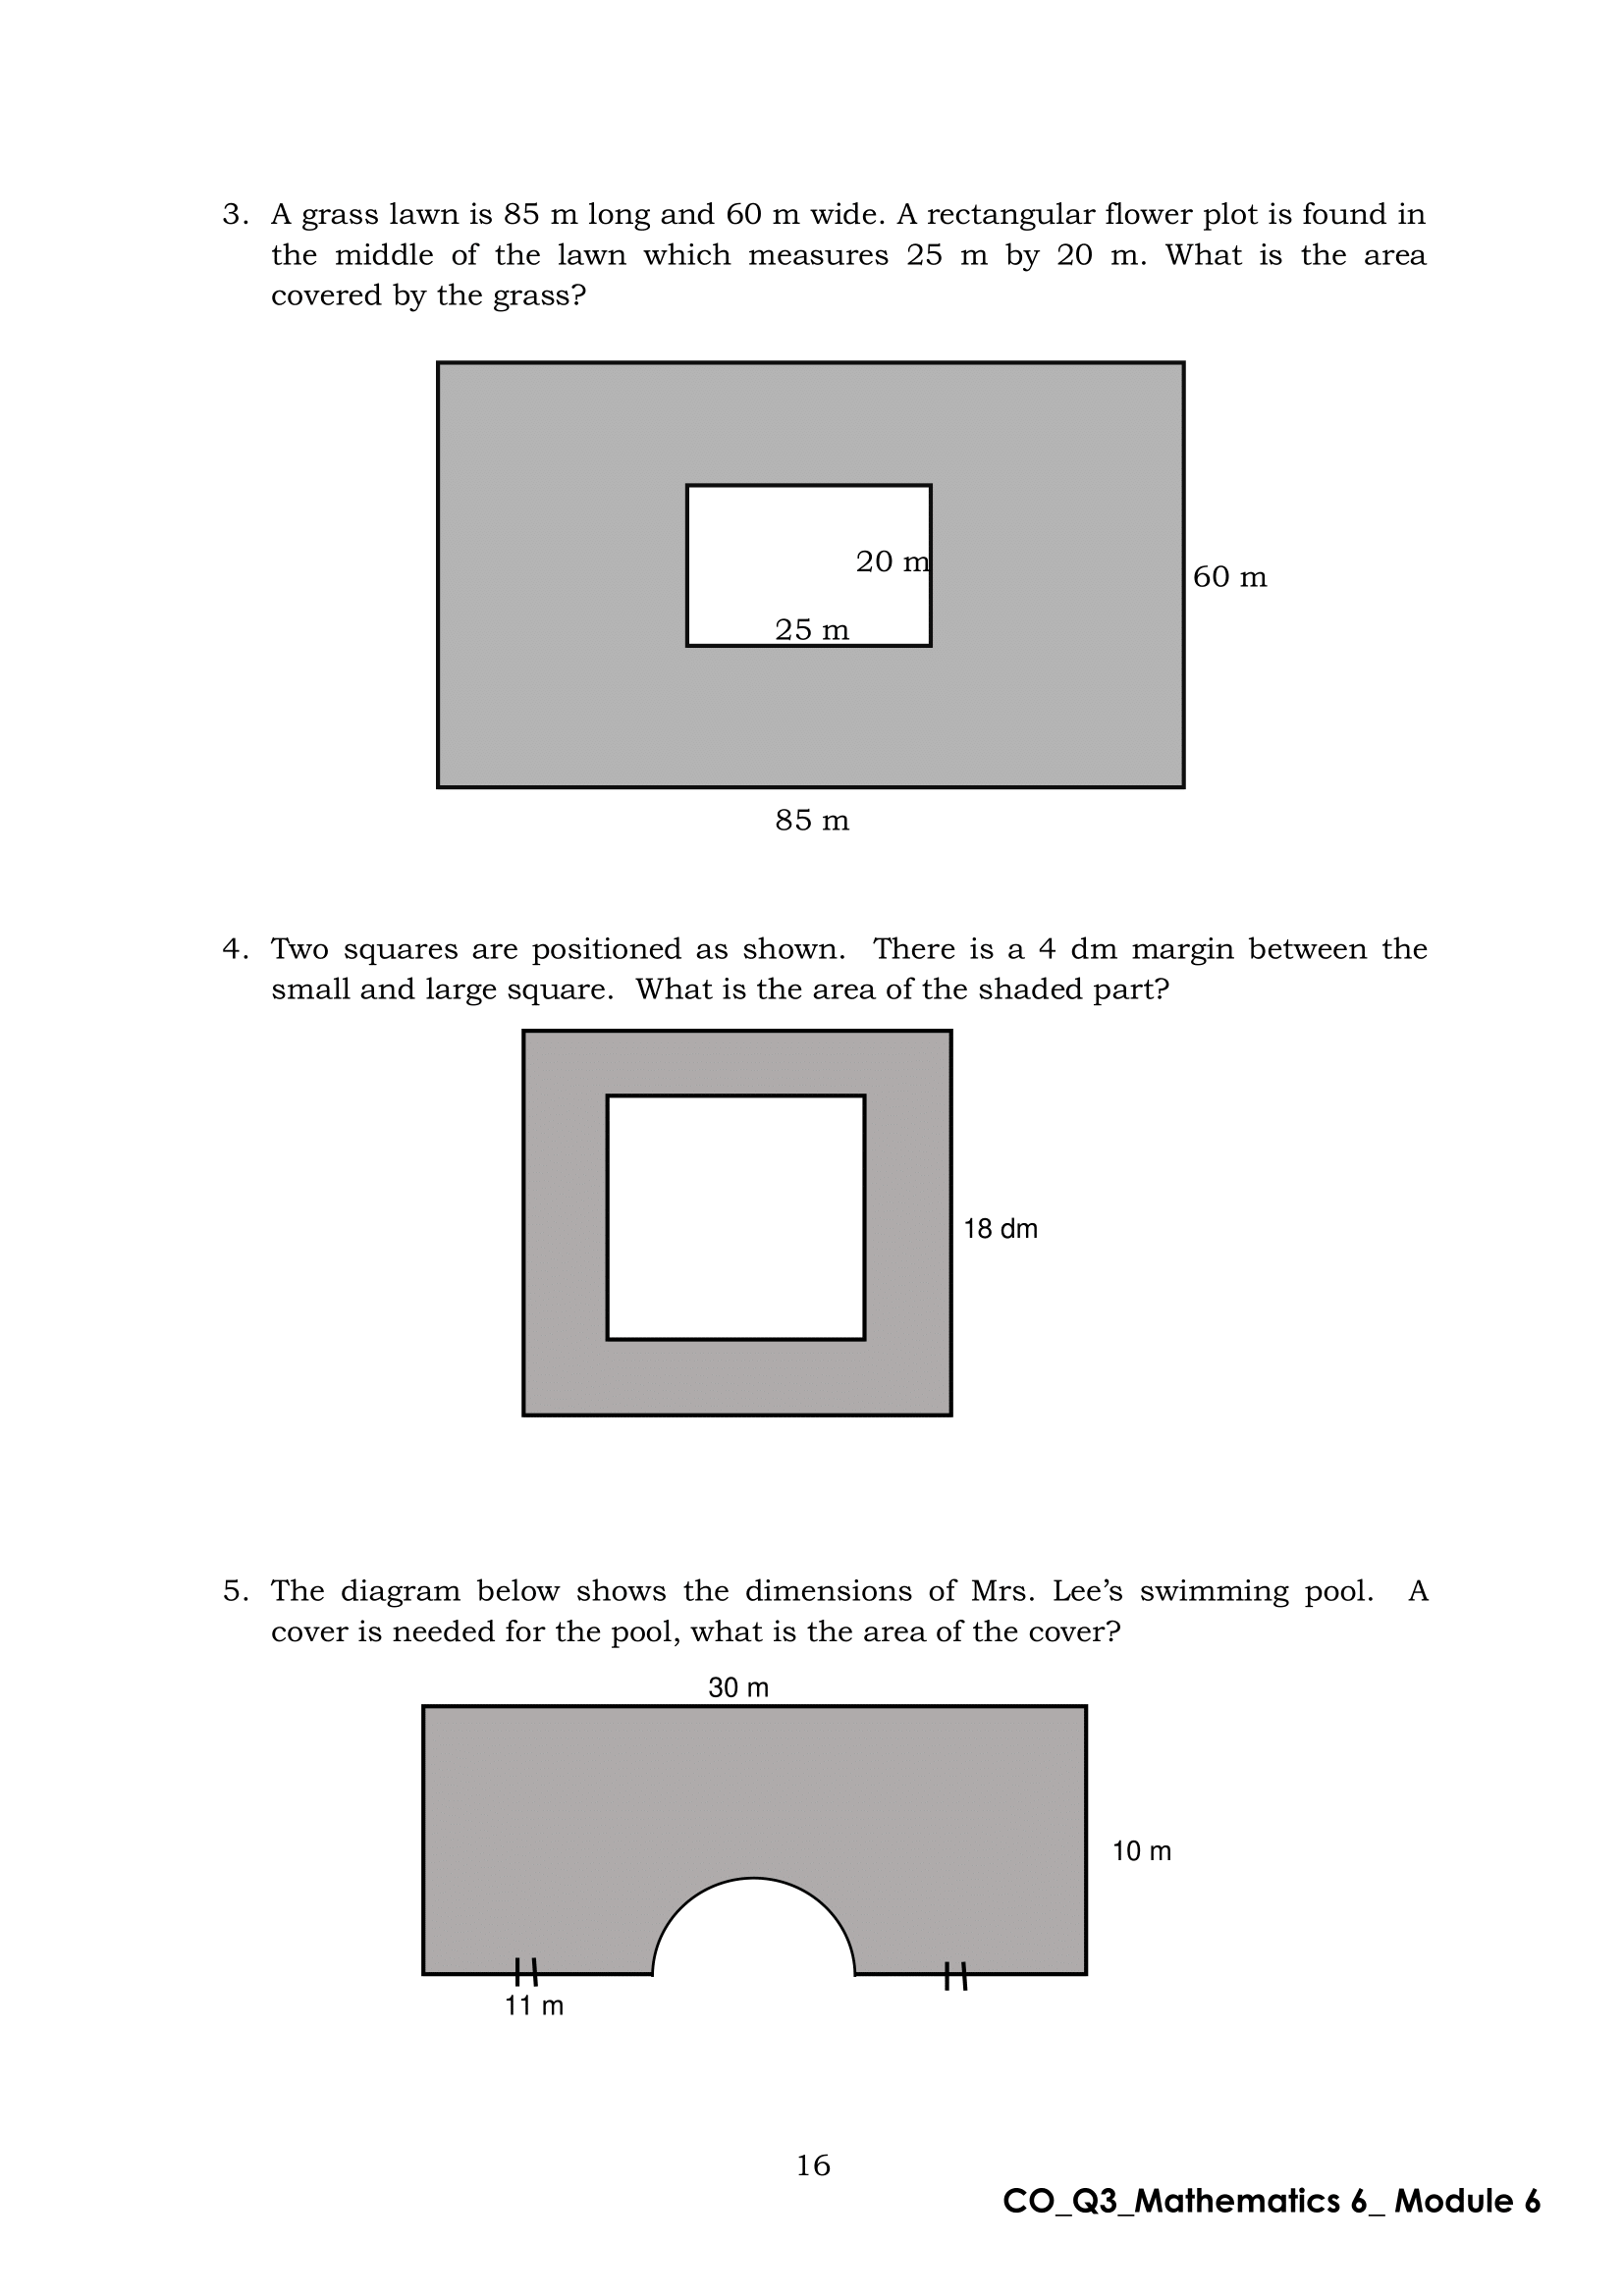 3. A grass lawn is 85 m long and 60 m wide. A rectangular flower plot is found in
the middle of the lawn which measures 25 m by 20 m. What is the area
covered by the grass?
20 m
60 m
25 m
85 m
4. Two squares are positioned as shown. There is a 4 dm margin between the
small and large square. What is the area of the shaded part?
18 dm
5. The diagram below shows the dimensions of Mrs. Lee’s swimming pool. A
cover is needed for the pool, what is the area of the cover?
30 m
10 m
11 m
16
CO_Q3_Mathematics 6_ Module 6